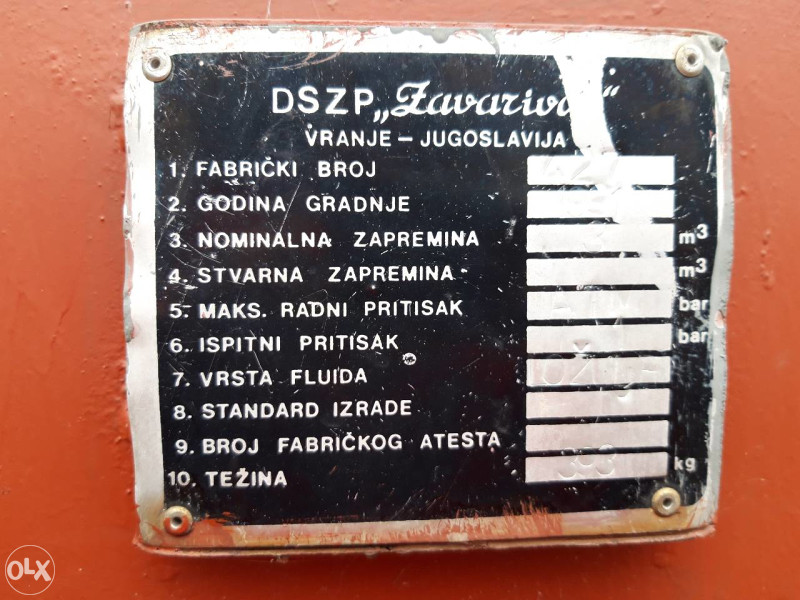 DSZP „Zavarivač"
VRANJE – JUGOSLAVIJA
1. FABRIČKI BROJ
2. GODINA GRADNJE
3. NOMINALNA ZAPREMINA m³
4. STVARNA ZAPREMINA m³
5. MAKS. RADNI PRITISAK bar
6. ISPITNI PRITISAK bar
7. VRSTA FLUIDA
8. STANDARD IZRADE
9. BROJ FABRIČKOG ATESTA
10. TEŽINA 393 kg
OLX